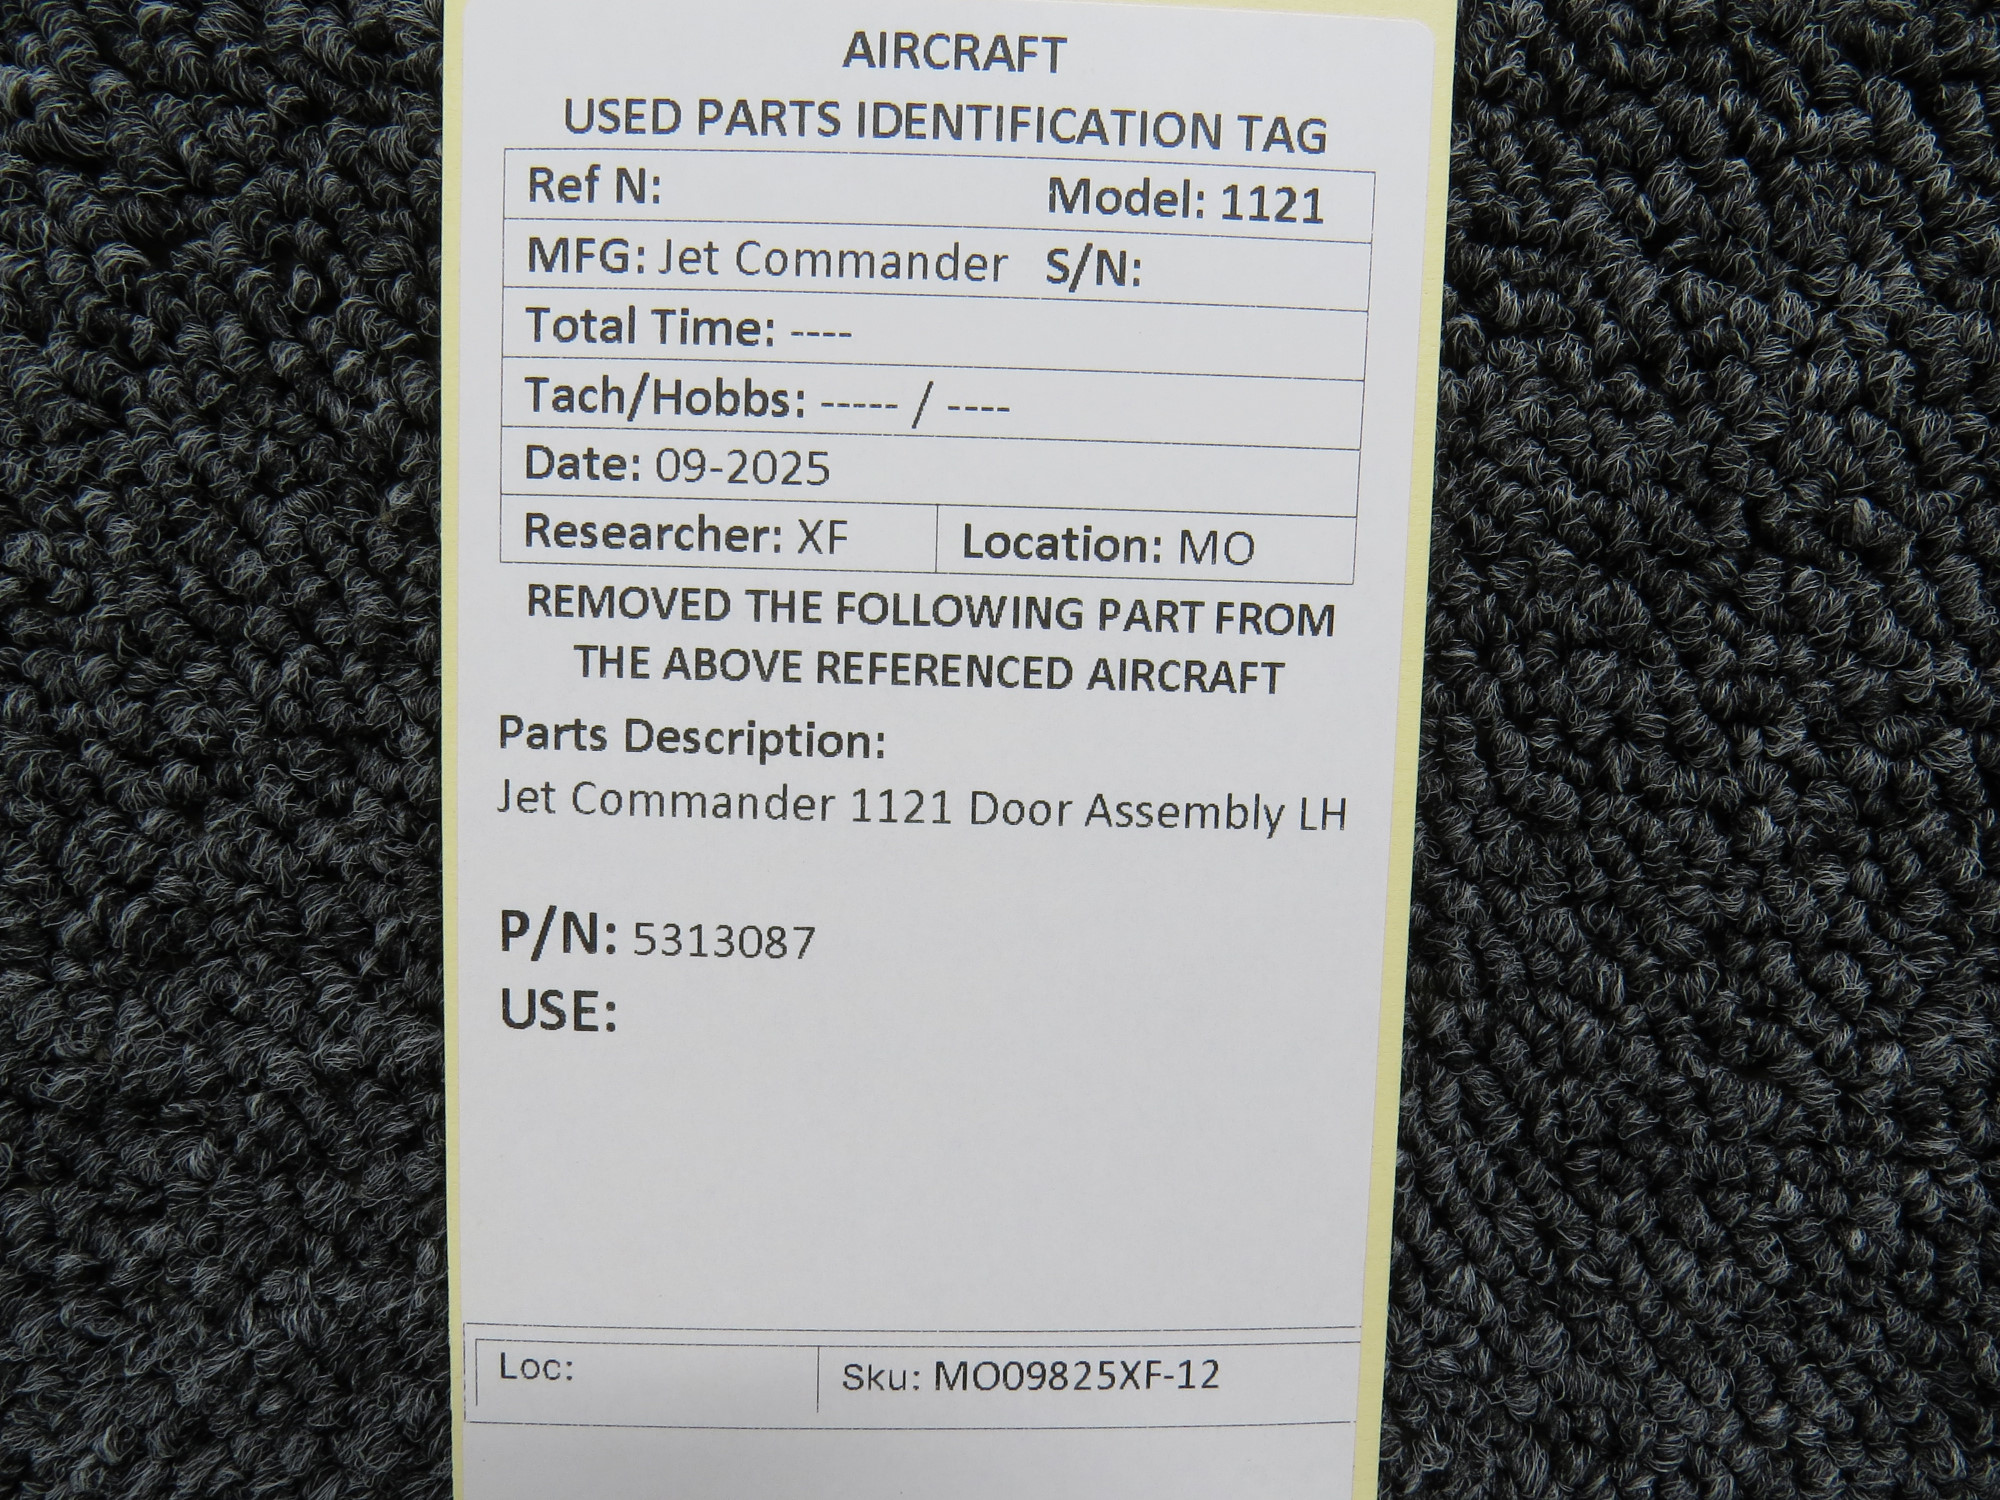 AIRCRAFT
USED PARTS IDENTIFICATION TAG
Ref N: Model: 1121
MFG: Jet Commander S/N:
Total Time: ----
Tach/Hobbs: ----- / ----
Date: 09-2025
Researcher: XF Location: MO
REMOVED THE FOLLOWING PART FROM
THE ABOVE REFERENCED AIRCRAFT
Parts Description:
Jet Commander 1121 Door Assembly LH
P/N: 5313087
USE:
Loc: Sku: MO09825XF-12